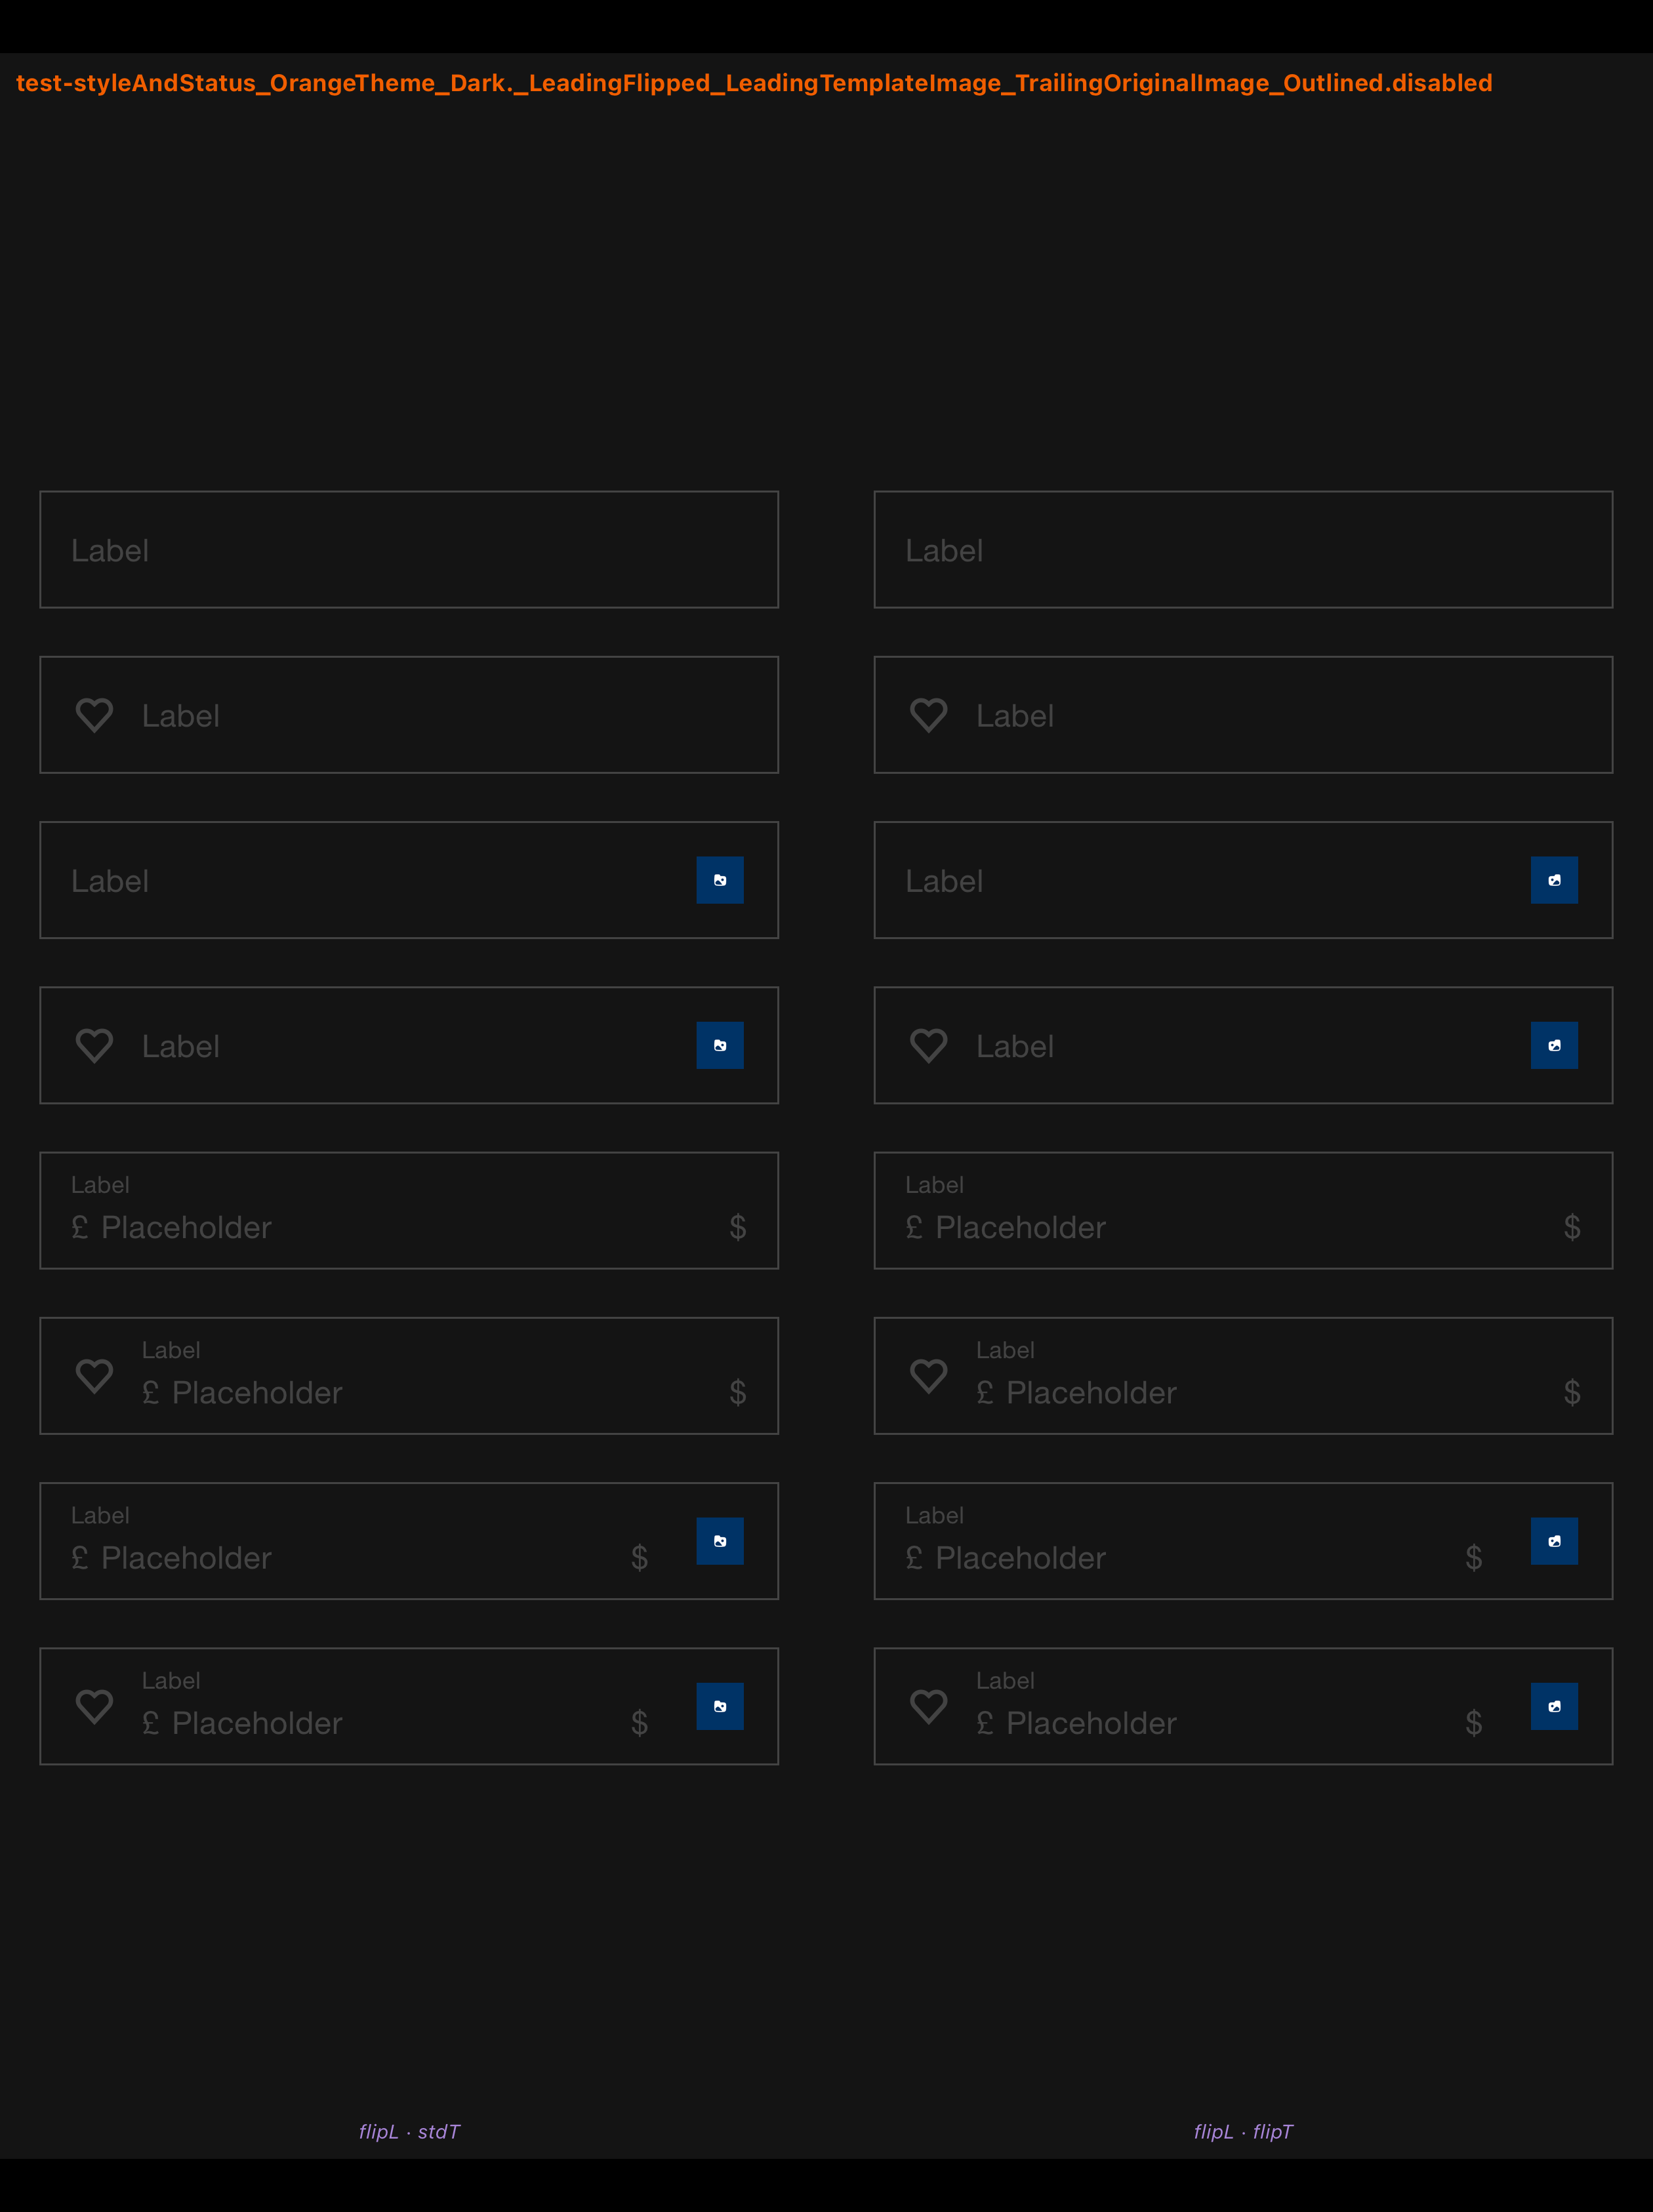 test-styleAndStatus_OrangeTheme_Dark._LeadingFlipped_LeadingTemplateImage_TrailingOriginalImage_Outlined.disabled
Label
Label
Label
Label
Label
Label
Label
Label
Label
Label
£ Placeholder $
£ Placeholder $
Label
Label
£ Placeholder $
£ Placeholder $
Label
Label
£ Placeholder $
£ Placeholder $
Label
Label
£ Placeholder $
£ Placeholder $
flipL · stdT
flipL · flipT